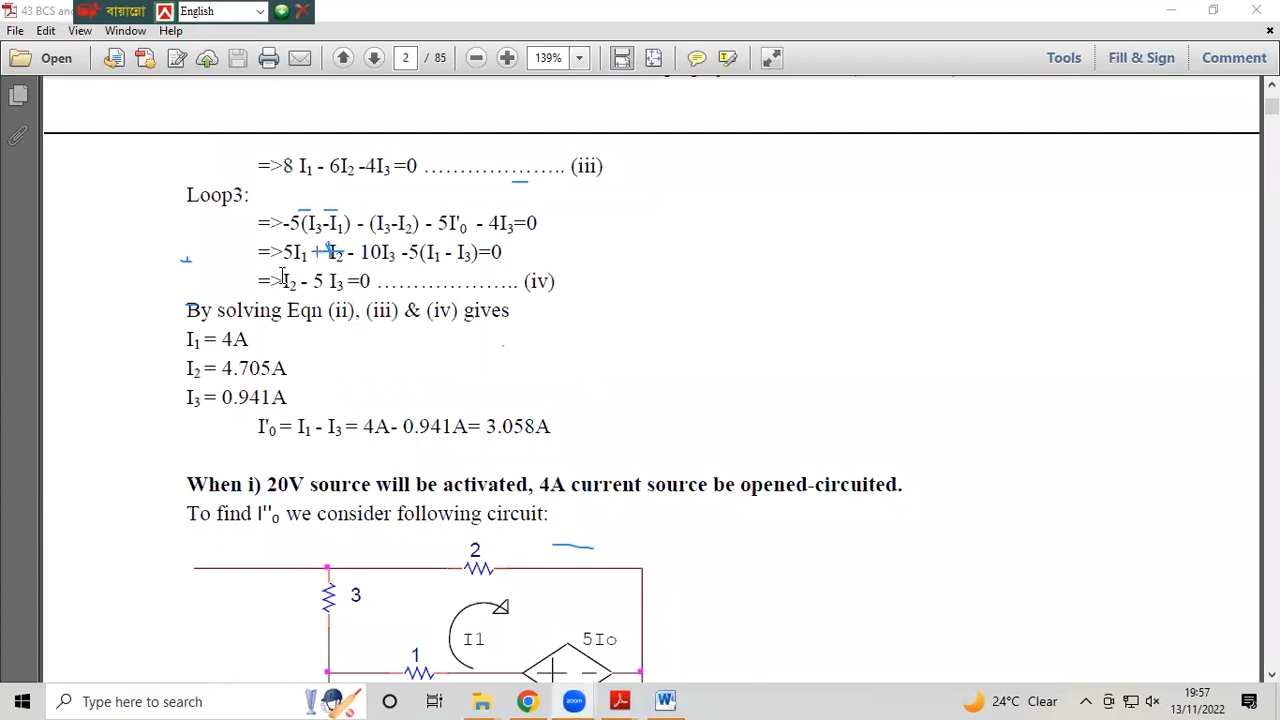 43 BCS an
বায়ান্নো
English
File Edit View Window Help
Open
2 / 85
139%
Tools
Fill & Sign
Comment
=>8 I₁ - 6I₂ -4I₃ =0 ………………….. (iii)
Loop3:
=>-5(I₃-I₁) - (I₃-I₂) - 5I'₀ - 4I₃=0
=>5I₁ + I₂ - 10I₃ -5(I₁ - I₃)=0
=>I₂ - 5 I₃ =0 ……………….. (iv)
By solving Eqn (ii), (iii) & (iv) gives
I₁ = 4A
I₂ = 4.705A
I₃ = 0.941A
I'₀ = I₁ - I₃ = 4A- 0.941A= 3.058A
When i) 20V source will be activated, 4A current source be opened-circuited.
To find I"₀ we consider following circuit:
2
3
I1
5Io
1
Type here to search
zoom
W
24°C Clear
19:57
13/11/2022